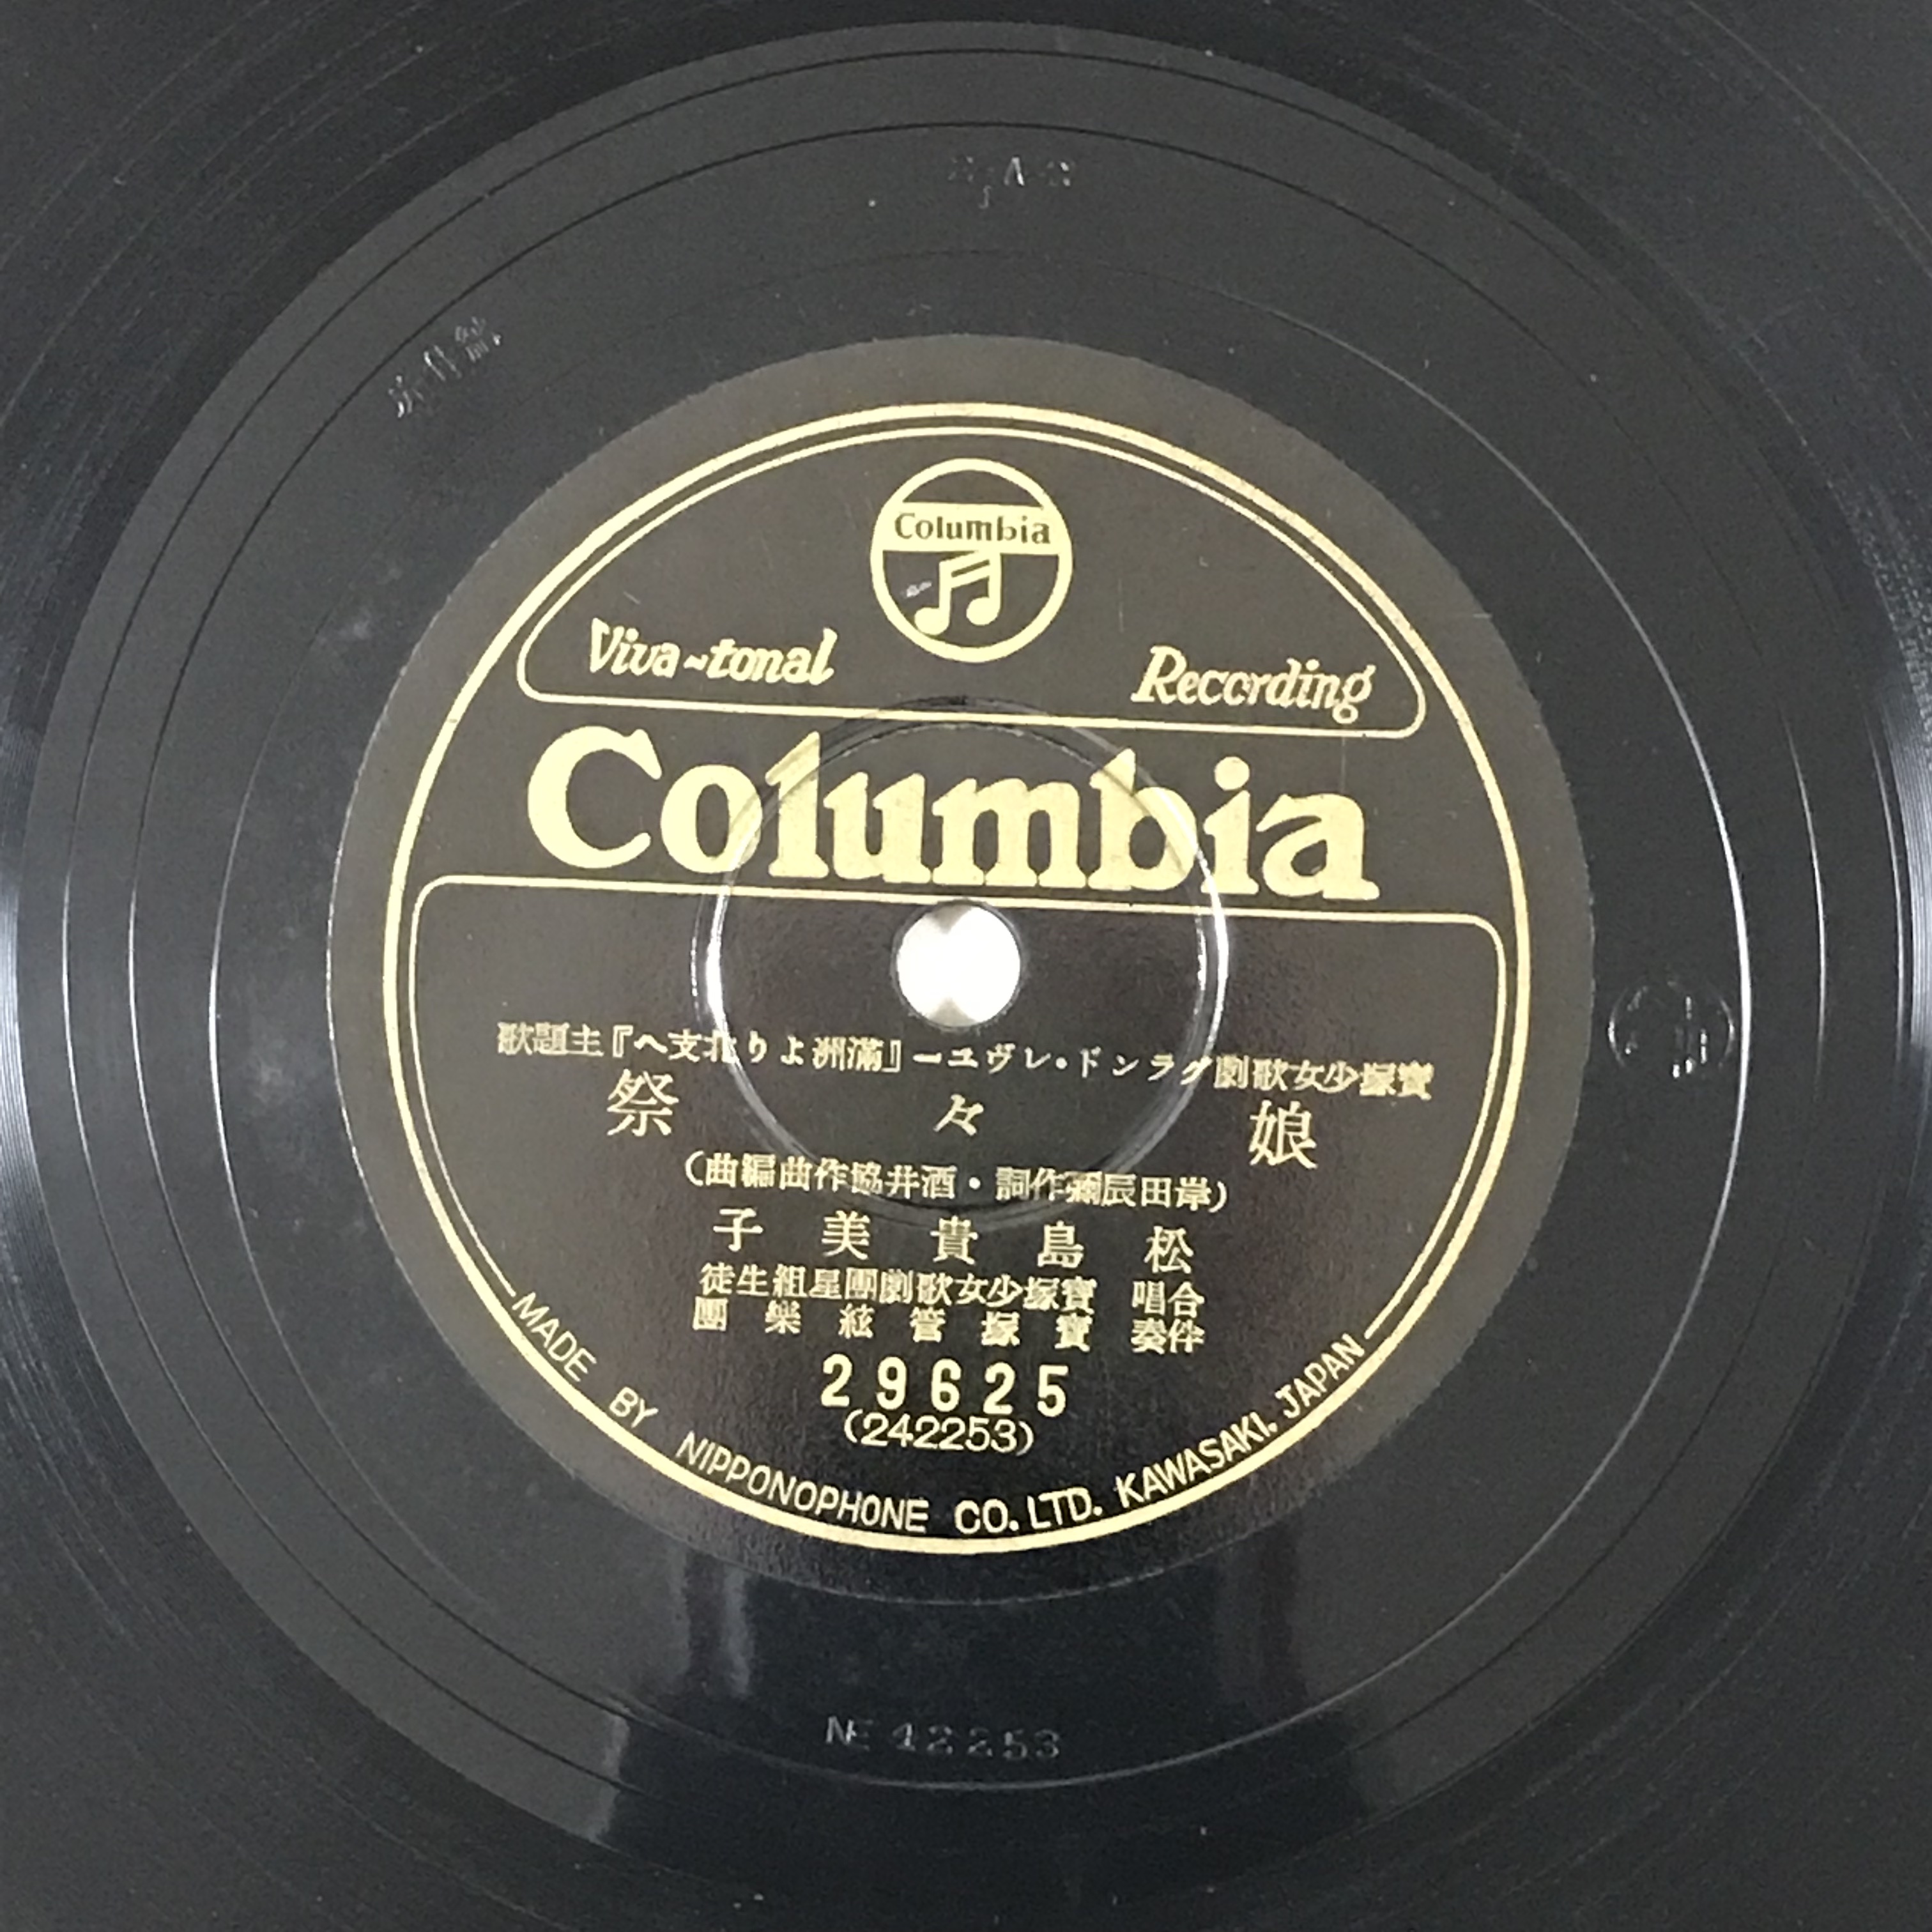 Columbia
Viva-tonal Recording
Columbia
寶塚少女歌劇グランド・レヴユー『滿洲より北支へ』主題歌
娘々祭
(岸田辰彌作詞・酒井協作曲編曲)
松島貴美子
合唱 寶塚少女歌劇團星組生徒
伴奏 寶塚管絃樂團
29625
(242253)
MADE BY NIPPONOPHONE CO. LTD. KAWASAKI. JAPAN
NE 42253